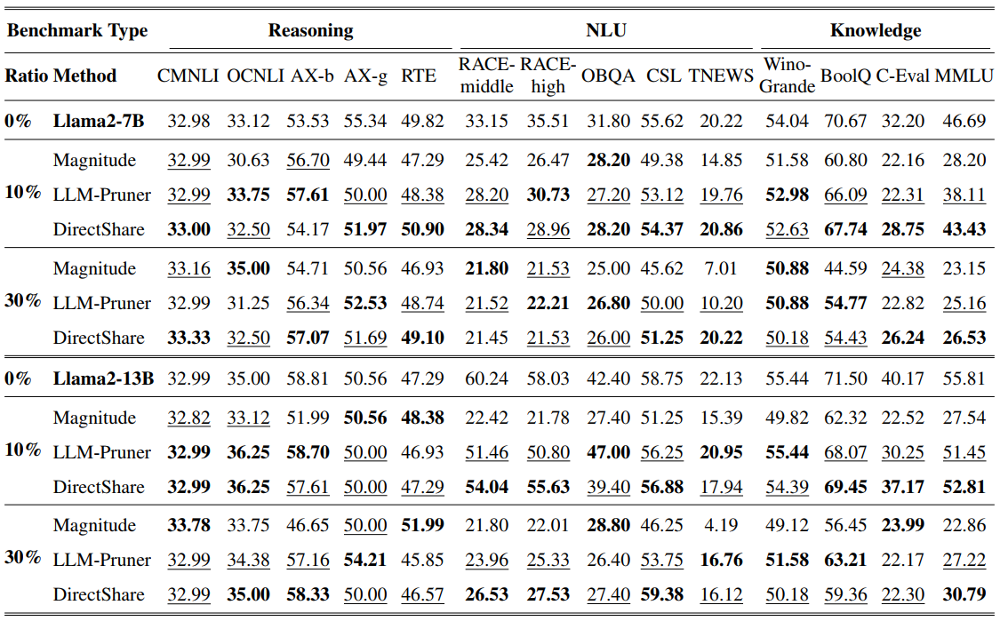 Benchmark Type Reasoning NLU Knowledge
Ratio Method CMNLI OCNLI AX-b AX-g RTE RACE-middle RACE-high OBQA CSL TNEWS Wino-Grande BoolQ C-Eval MMLU
0% Llama2-7B 32.98 33.12 53.53 55.34 49.82 33.15 35.51 31.80 55.62 20.22 54.04 70.67 32.20 46.69
Magnitude 32.99 30.63 56.70 49.44 47.29 25.42 26.47 28.20 49.38 14.85 51.58 60.80 22.16 28.20
10% LLM-Pruner 32.99 33.75 57.61 50.00 48.38 28.20 30.73 27.20 53.12 19.76 52.98 66.09 22.31 38.11
DirectShare 33.00 32.50 54.17 51.97 50.90 28.34 28.96 28.20 54.37 20.86 52.63 67.74 28.75 43.43
Magnitude 33.16 35.00 54.71 50.56 46.93 21.80 21.53 25.00 45.62 7.01 50.88 44.59 24.38 23.15
30% LLM-Pruner 32.99 31.25 56.34 52.53 48.74 21.52 22.21 26.80 50.00 10.20 50.88 54.77 22.82 25.16
DirectShare 33.33 32.50 57.07 51.69 49.10 21.45 21.53 26.00 51.25 20.22 50.18 54.43 26.24 26.53
0% Llama2-13B 32.99 35.00 58.81 50.56 47.29 60.24 58.03 42.40 58.75 22.13 55.44 71.50 40.17 55.81
Magnitude 32.82 33.12 51.99 50.56 48.38 22.42 21.78 27.40 51.25 15.39 49.82 62.32 22.52 27.54
10% LLM-Pruner 32.99 36.25 58.70 50.00 46.93 51.46 50.80 47.00 56.25 20.95 55.44 68.07 30.25 51.45
DirectShare 32.99 36.25 57.61 50.00 47.29 54.04 55.63 39.40 56.88 17.94 54.39 69.45 37.17 52.81
Magnitude 33.78 33.75 46.65 50.00 51.99 21.80 22.01 28.80 46.25 4.19 49.12 56.45 23.99 22.86
30% LLM-Pruner 32.99 34.38 57.16 54.21 45.85 23.96 25.33 26.40 53.75 16.76 51.58 63.21 22.17 27.22
DirectShare 32.99 35.00 58.33 50.00 46.57 26.53 27.53 27.40 59.38 16.12 50.18 59.36 22.30 30.79